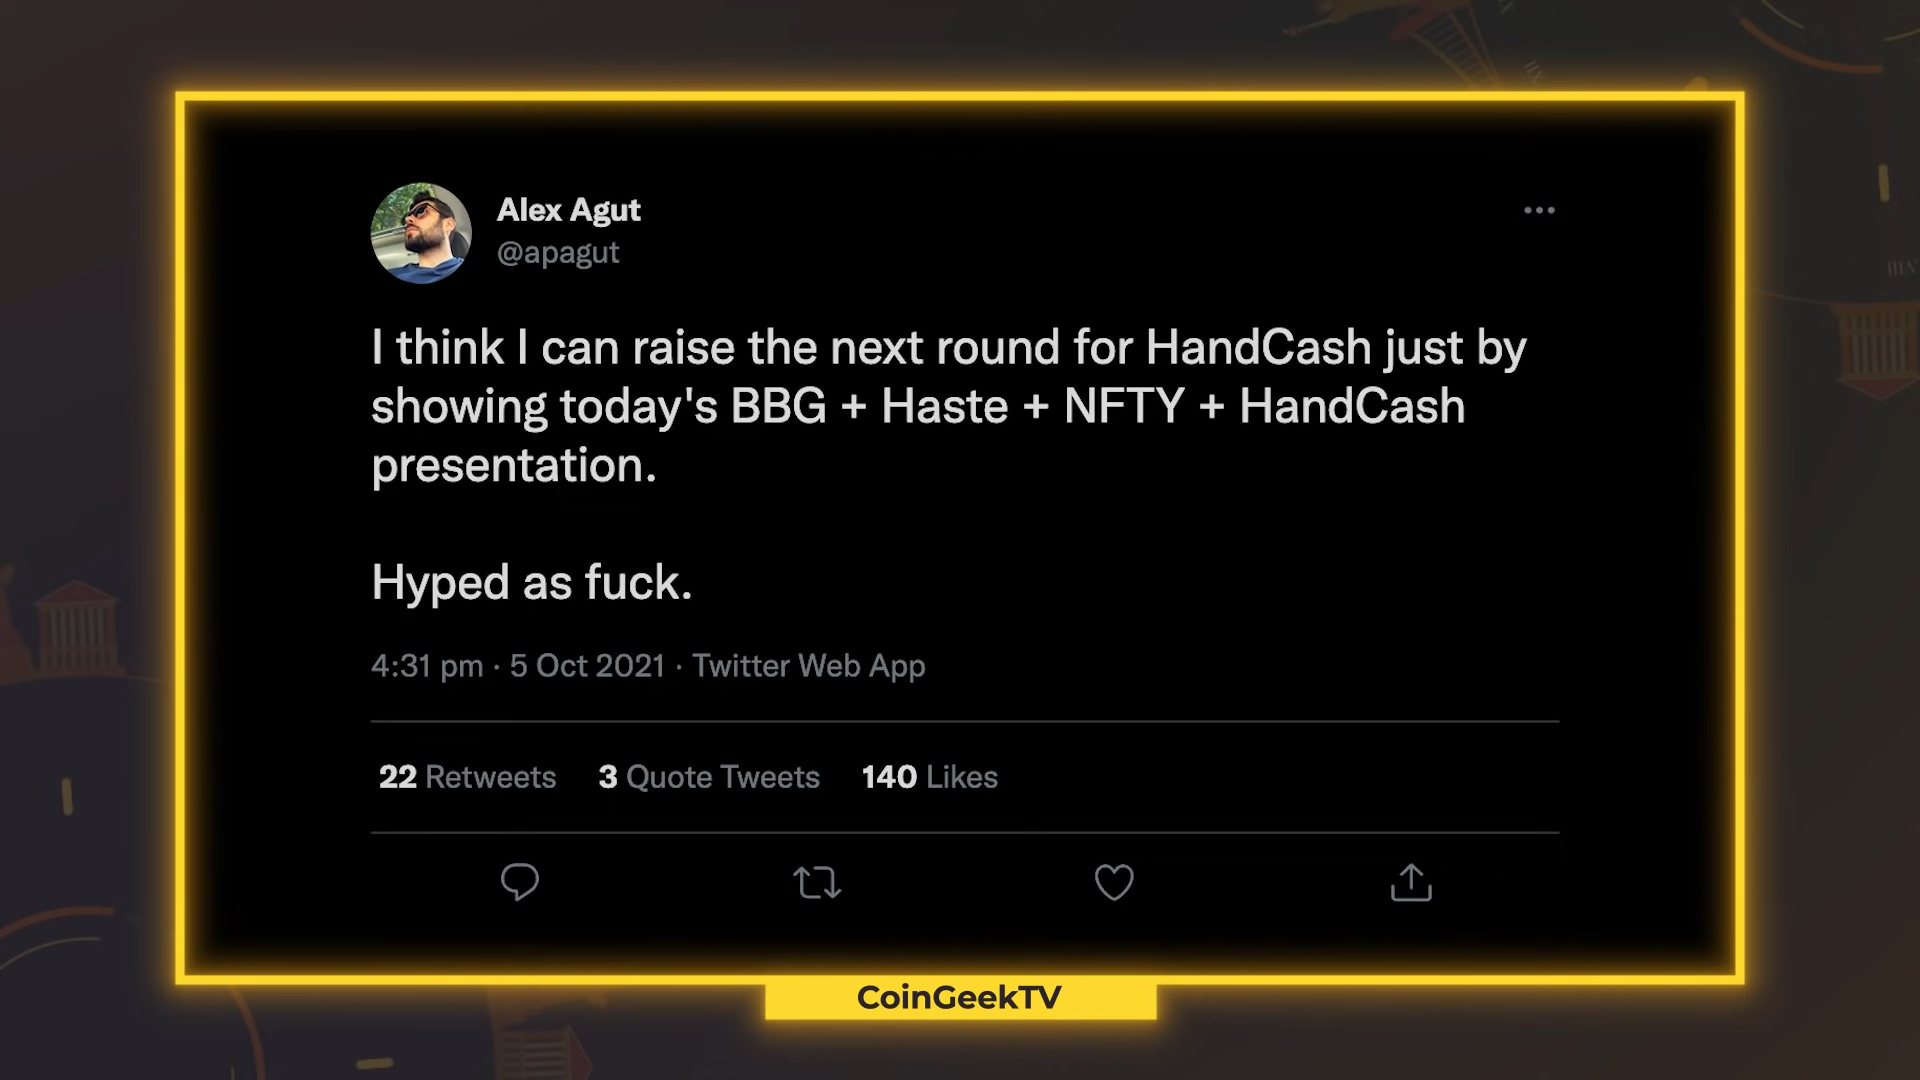 Alex Agut
@apagut
I think I can raise the next round for HandCash just by
showing today's BBG + Haste + NFTY + HandCash
presentation.
Hyped as fuck.
4:31 pm · 5 Oct 2021 · Twitter Web App
22 Retweets 3 Quote Tweets 140 Likes
CoinGeekTV